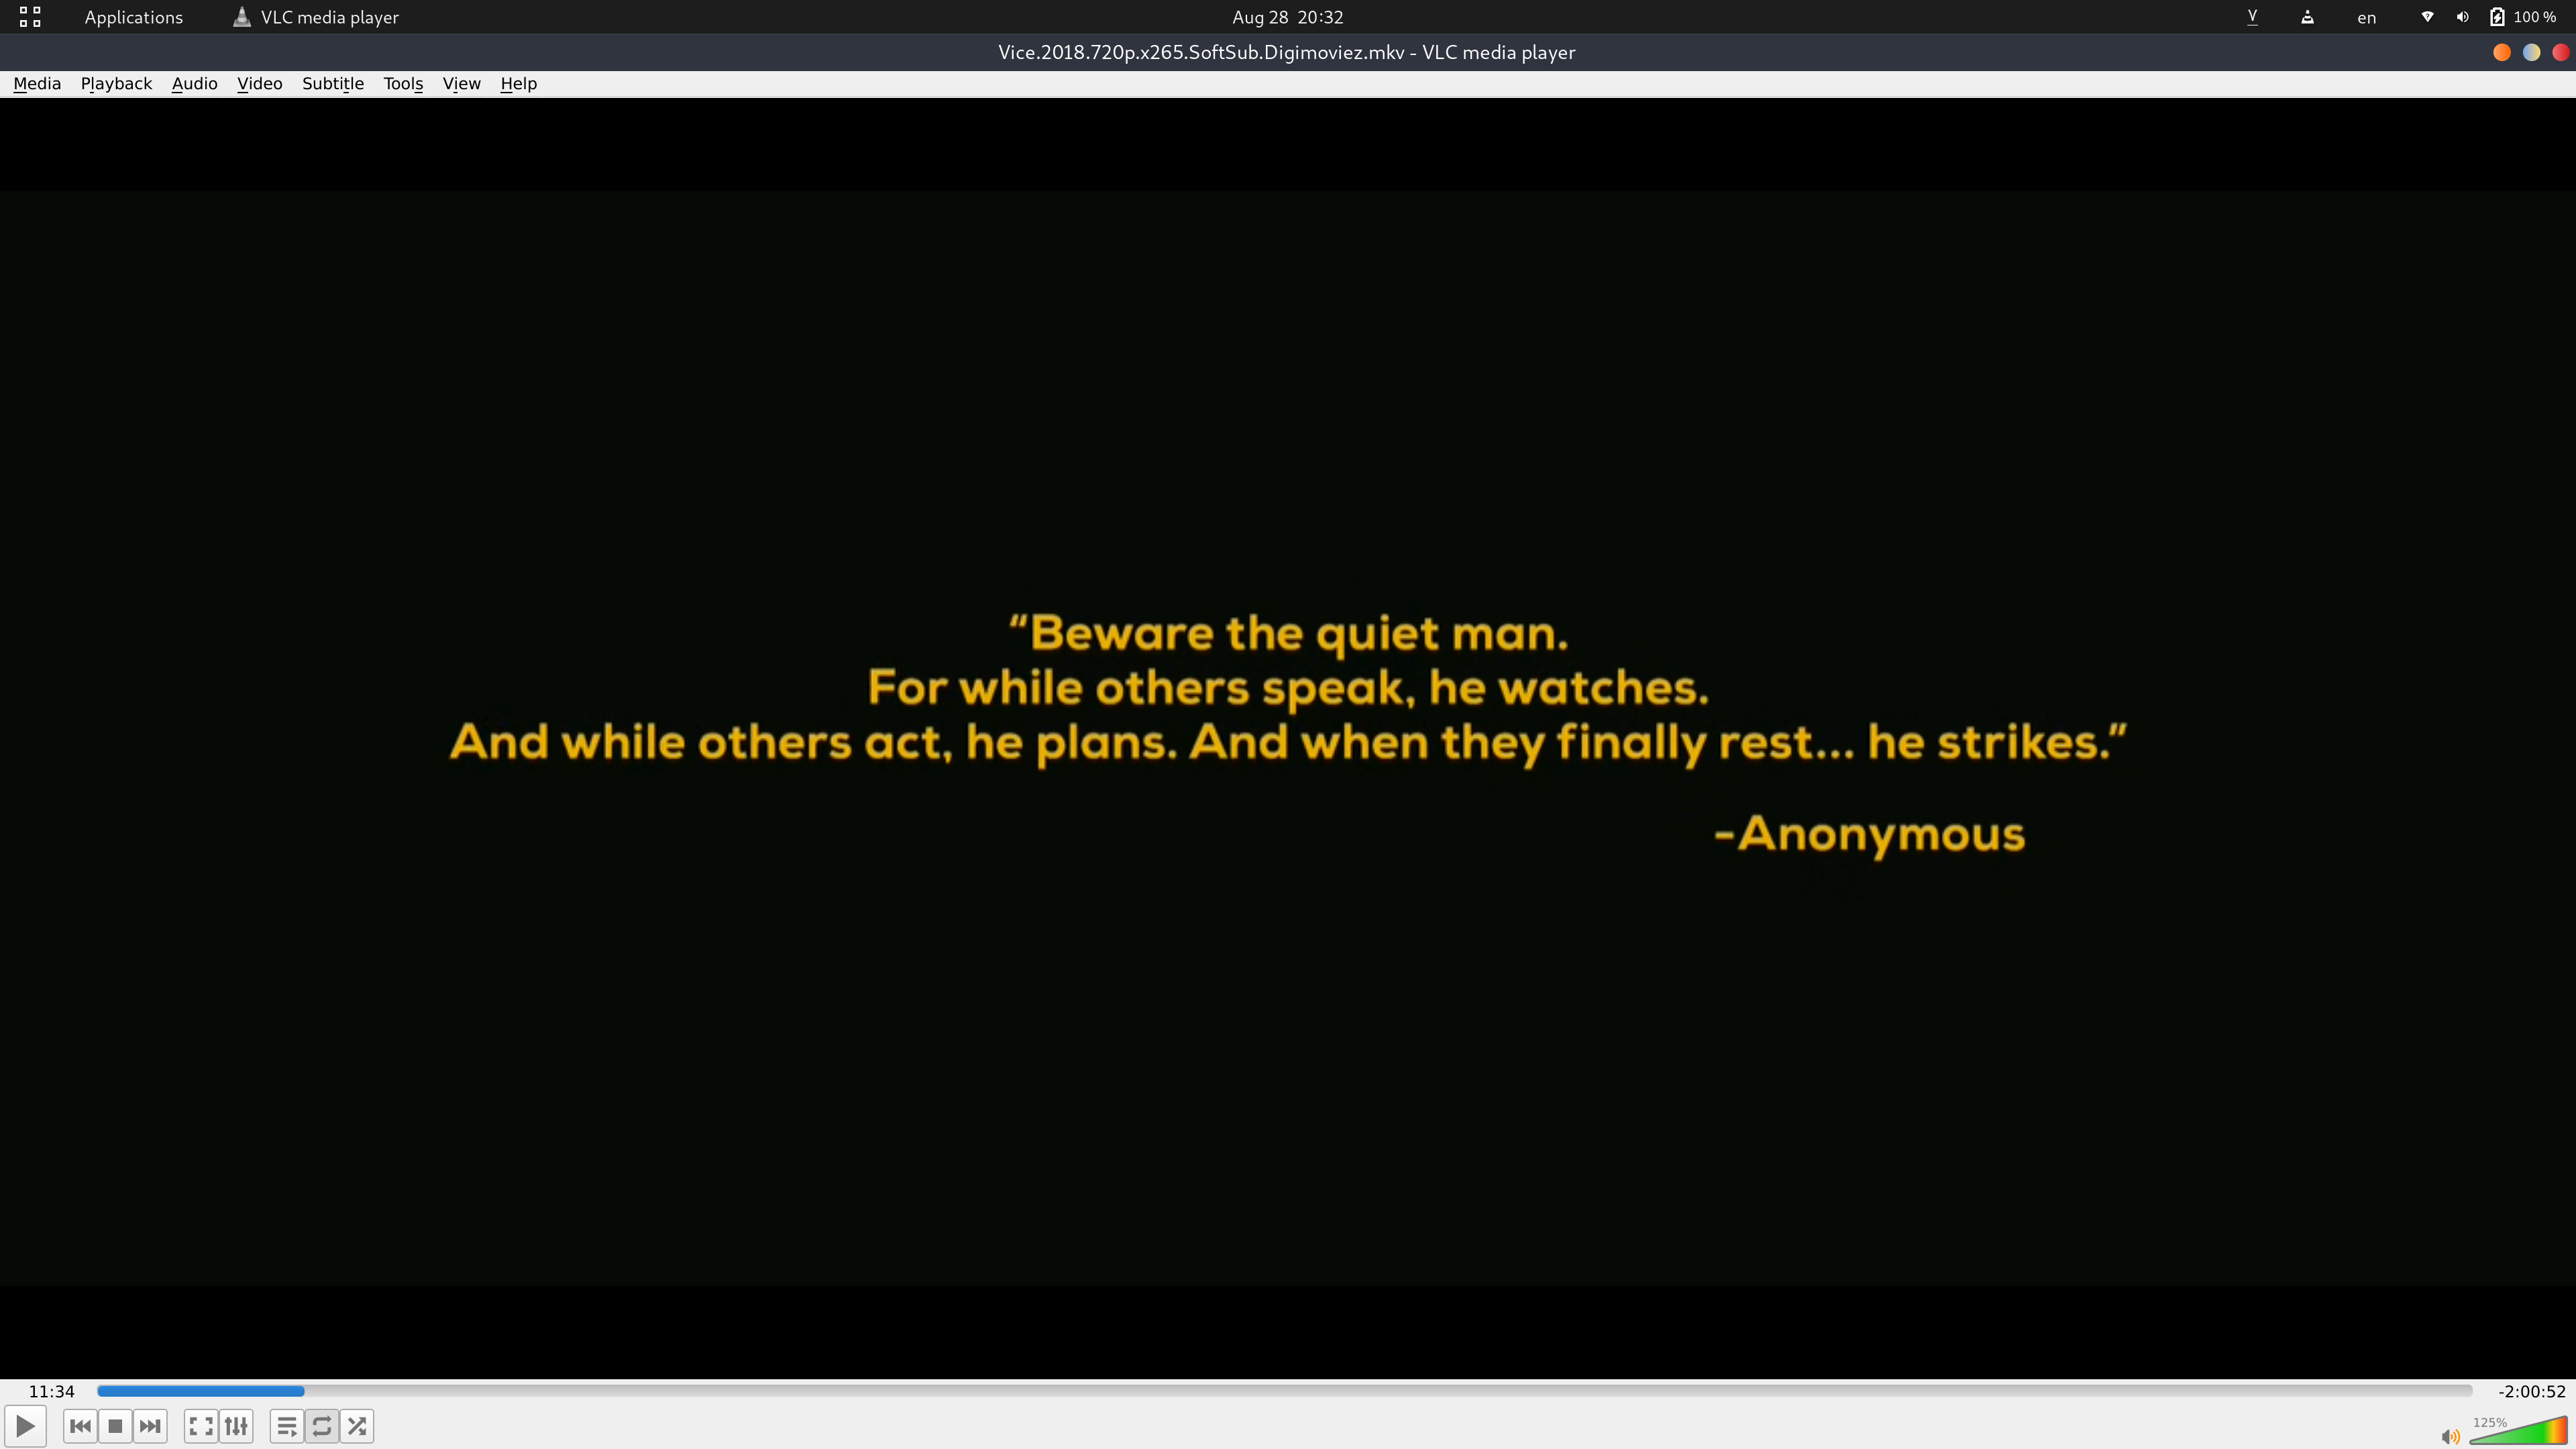 Applications VLC media player Aug 28 20:32 V en 100 %
Vice.2018.720p.x265.SoftSub.Digimoviez.mkv - VLC media player
Media Playback Audio Video Subtitle Tools View Help
“Beware the quiet man.
For while others speak, he watches.
And while others act, he plans. And when they finally rest... he strikes.”
-Anonymous
11:34 -2:00:52
125%